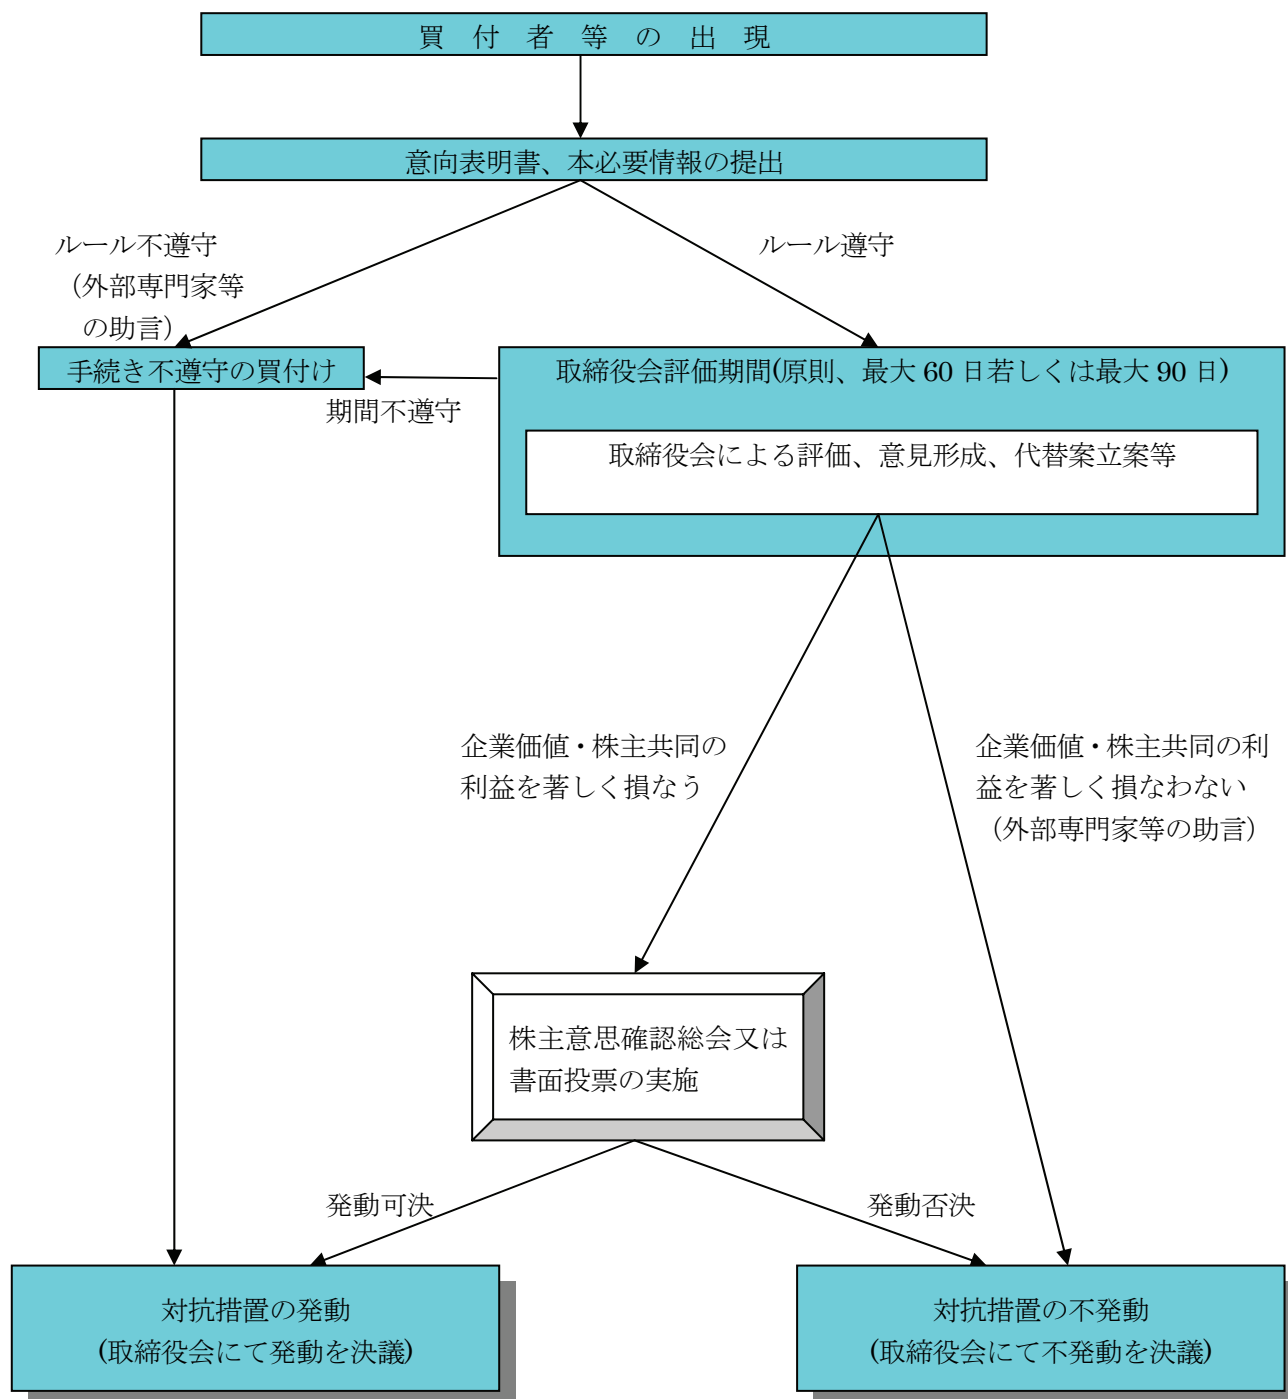 買 付 者 等 の 出 現
意向表明書、本必要情報の提出
ルール不遵守
（外部専門家等
の助言）
ルール遵守
手続き不遵守の買付け
期間不遵守
取締役会評価期間(原則、最大 60 日若しくは最大 90 日)
取締役会による評価、意見形成、代替案立案等
企業価値・株主共同の
利益を著しく損なう
企業価値・株主共同の利
益を著しく損なわない
（外部専門家等の助言）
株主意思確認総会又は
書面投票の実施
発動可決
発動否決
対抗措置の発動
(取締役会にて発動を決議)
対抗措置の不発動
(取締役会にて不発動を決議)